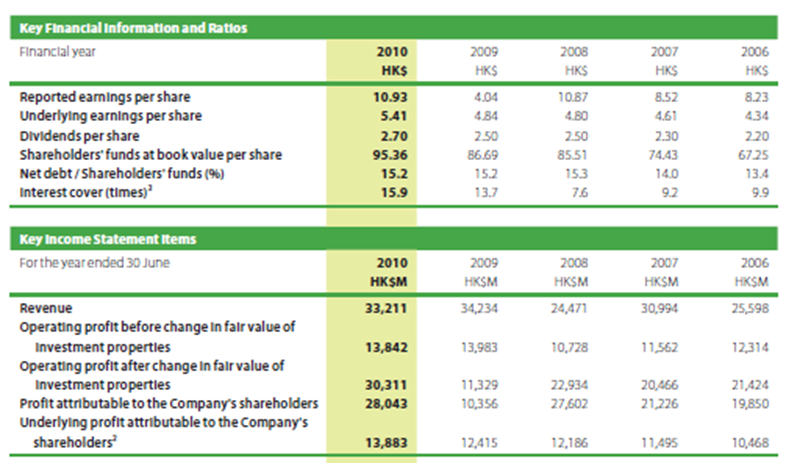 Key Financial Information and Ratios
Financial year 2010 2009 2008 2007 2006
HK$ HK$ HK$ HK$ HK$
Reported earnings per share 10.93 4.04 10.87 8.52 8.23
Underlying earnings per share 5.41 4.84 4.80 4.61 4.34
Dividends per share 2.70 2.50 2.50 2.30 2.20
Shareholders' funds at book value per share 95.36 86.69 85.51 74.43 67.25
Net debt / Shareholders' funds (%) 15.2 15.2 15.3 14.0 13.4
Interest cover (times)³ 15.9 13.7 7.6 9.2 9.9
Key Income Statement Items
For the year ended 30 June 2010 2009 2008 2007 2006
HK$M HK$M HK$M HK$M HK$M
Revenue 33,211 34,234 24,471 30,994 25,598
Operating profit before change in fair value of
investment properties 13,842 13,983 10,728 11,562 12,314
Operating profit after change in fair value of
investment properties 30,311 11,329 22,934 20,466 21,424
Profit attributable to the Company's shareholders 28,043 10,356 27,602 21,226 19,850
Underlying profit attributable to the Company's
shareholders² 13,883 12,415 12,186 11,495 10,468